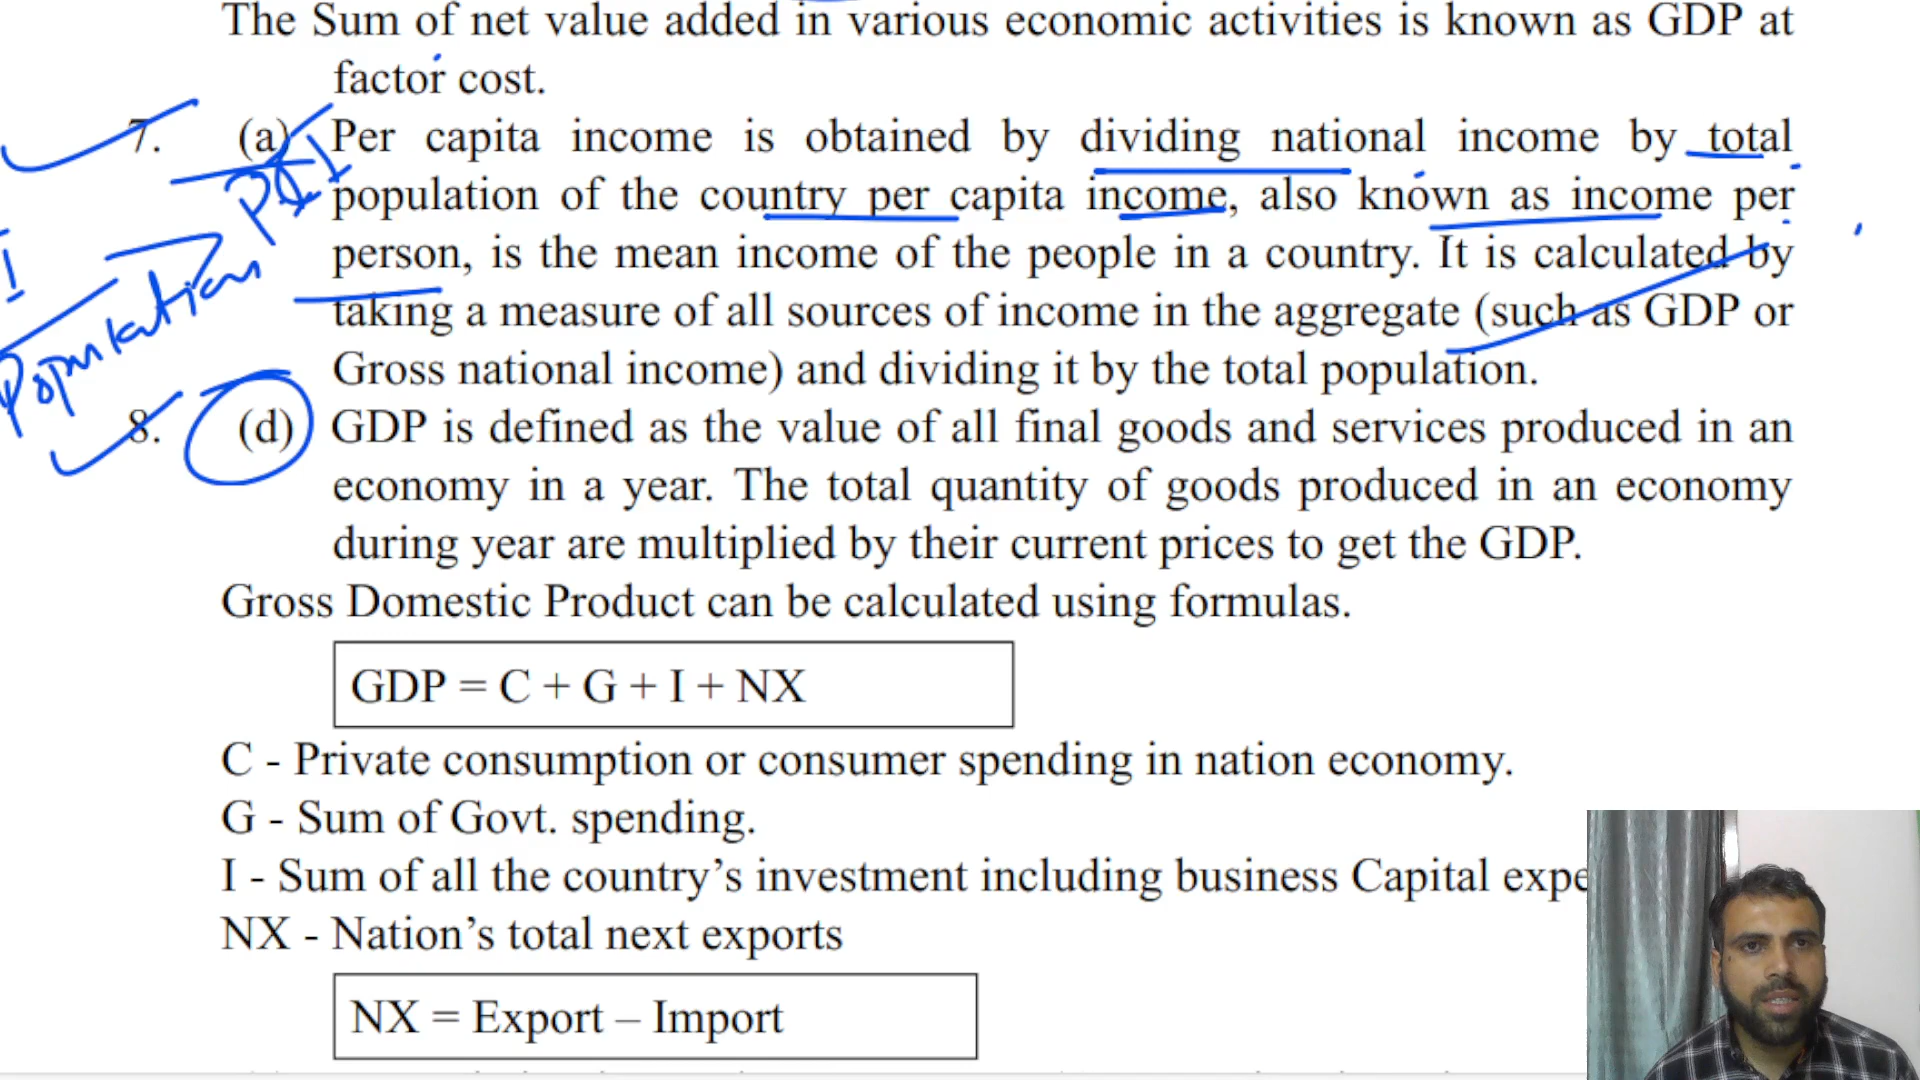 The Sum of net value added in various economic activities is known as GDP at
factor cost.
7. (a) Per capita income is obtained by dividing national income by total
PCI
population of the country per capita income, also known as income per
person, is the mean income of the people in a country. It is calculated by
I
Population
taking a measure of all sources of income in the aggregate (such as GDP or
Gross national income) and dividing it by the total population.
8. (d) GDP is defined as the value of all final goods and services produced in an
economy in a year. The total quantity of goods produced in an economy
during year are multiplied by their current prices to get the GDP.
Gross Domestic Product can be calculated using formulas.
GDP = C + G + I + NX
C - Private consumption or consumer spending in nation economy.
G - Sum of Govt. spending.
I - Sum of all the country’s investment including business Capital expe
NX - Nation’s total next exports
NX = Export – Import